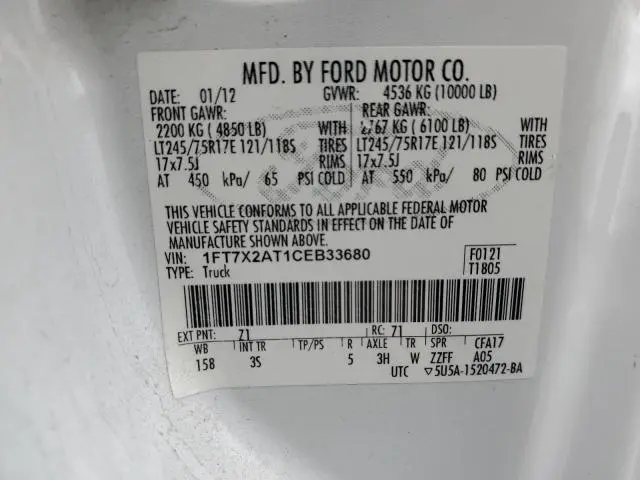 MFD. BY FORD MOTOR CO.
DATE: 01/12 GVWR: 4536 KG (10000 LB)
FRONT GAWR: REAR GAWR:
2200 KG (4850 LB) WITH 2767 KG (6100 LB) WITH
LT245/75R17E 121/118S TIRES LT245/75R17E 121/118S TIRES
17x7.5J RIMS 17x7.5J RIMS
AT 450 kPa/ 65 PSI COLD AT 550 kPa/ 80 PSI COLD
THIS VEHICLE CONFORMS TO ALL APPLICABLE FEDERAL MOTOR
VEHICLE SAFETY STANDARDS IN EFFECT ON THE DATE OF
MANUFACTURE SHOWN ABOVE.
VIN: 1FT7X2AT1CEB33680 F0121
TYPE: Truck T1805
EXT PNT: Z1 RC: 71 DSO:
WB INT TR TP/PS R AXLE TR SPR CFA17
158 3S 5 3H W ZZFF A05
UTC ▽5U5A-1520472-BA